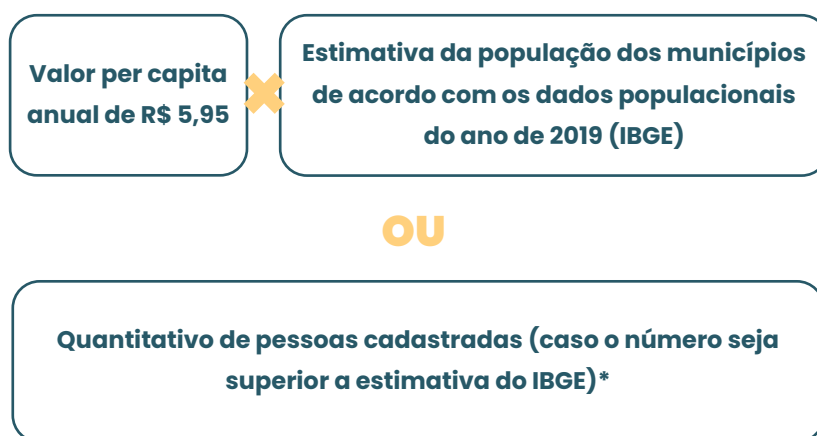 Valor per capita
anual de R$ 5,95
✖
Estimativa da população dos municípios
de acordo com os dados populacionais
do ano de 2019 (IBGE)
OU
Quantitativo de pessoas cadastradas (caso o número seja
superior a estimativa do IBGE)*